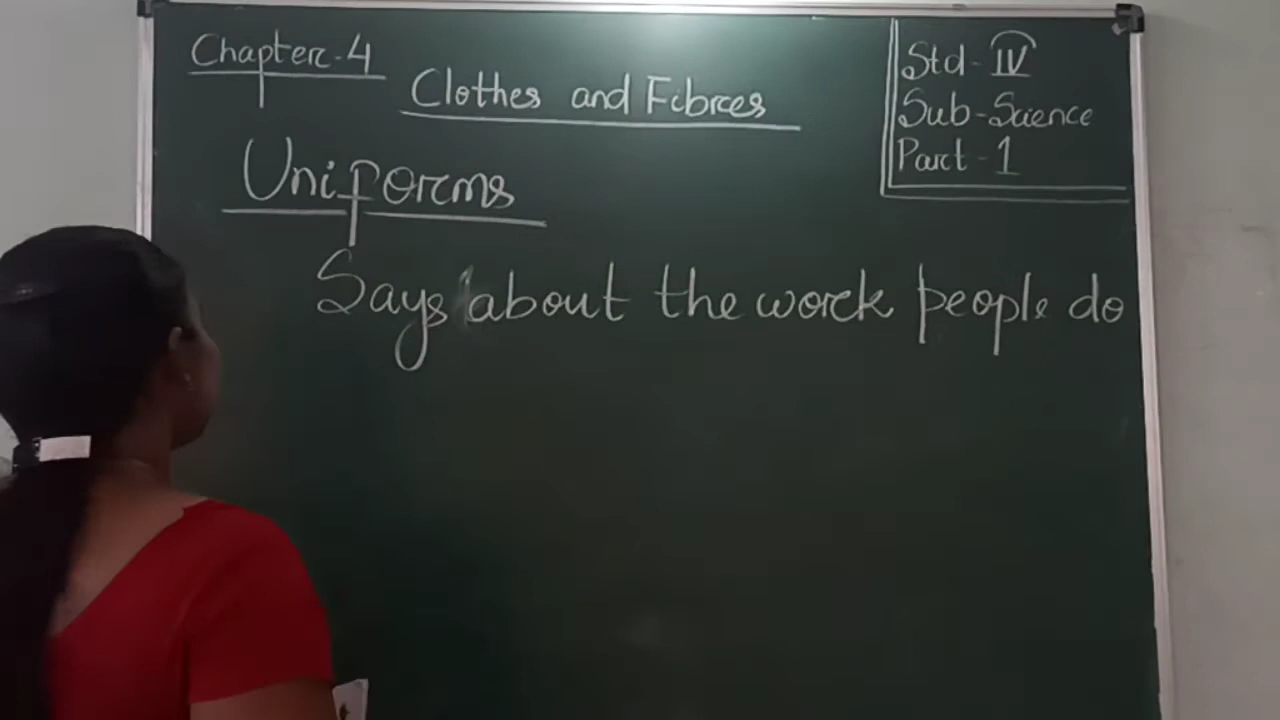 Chapter-4
Clothes and Fibres
Std-IV
Sub-Science
Part-1
Uniforms
Says about the work people do